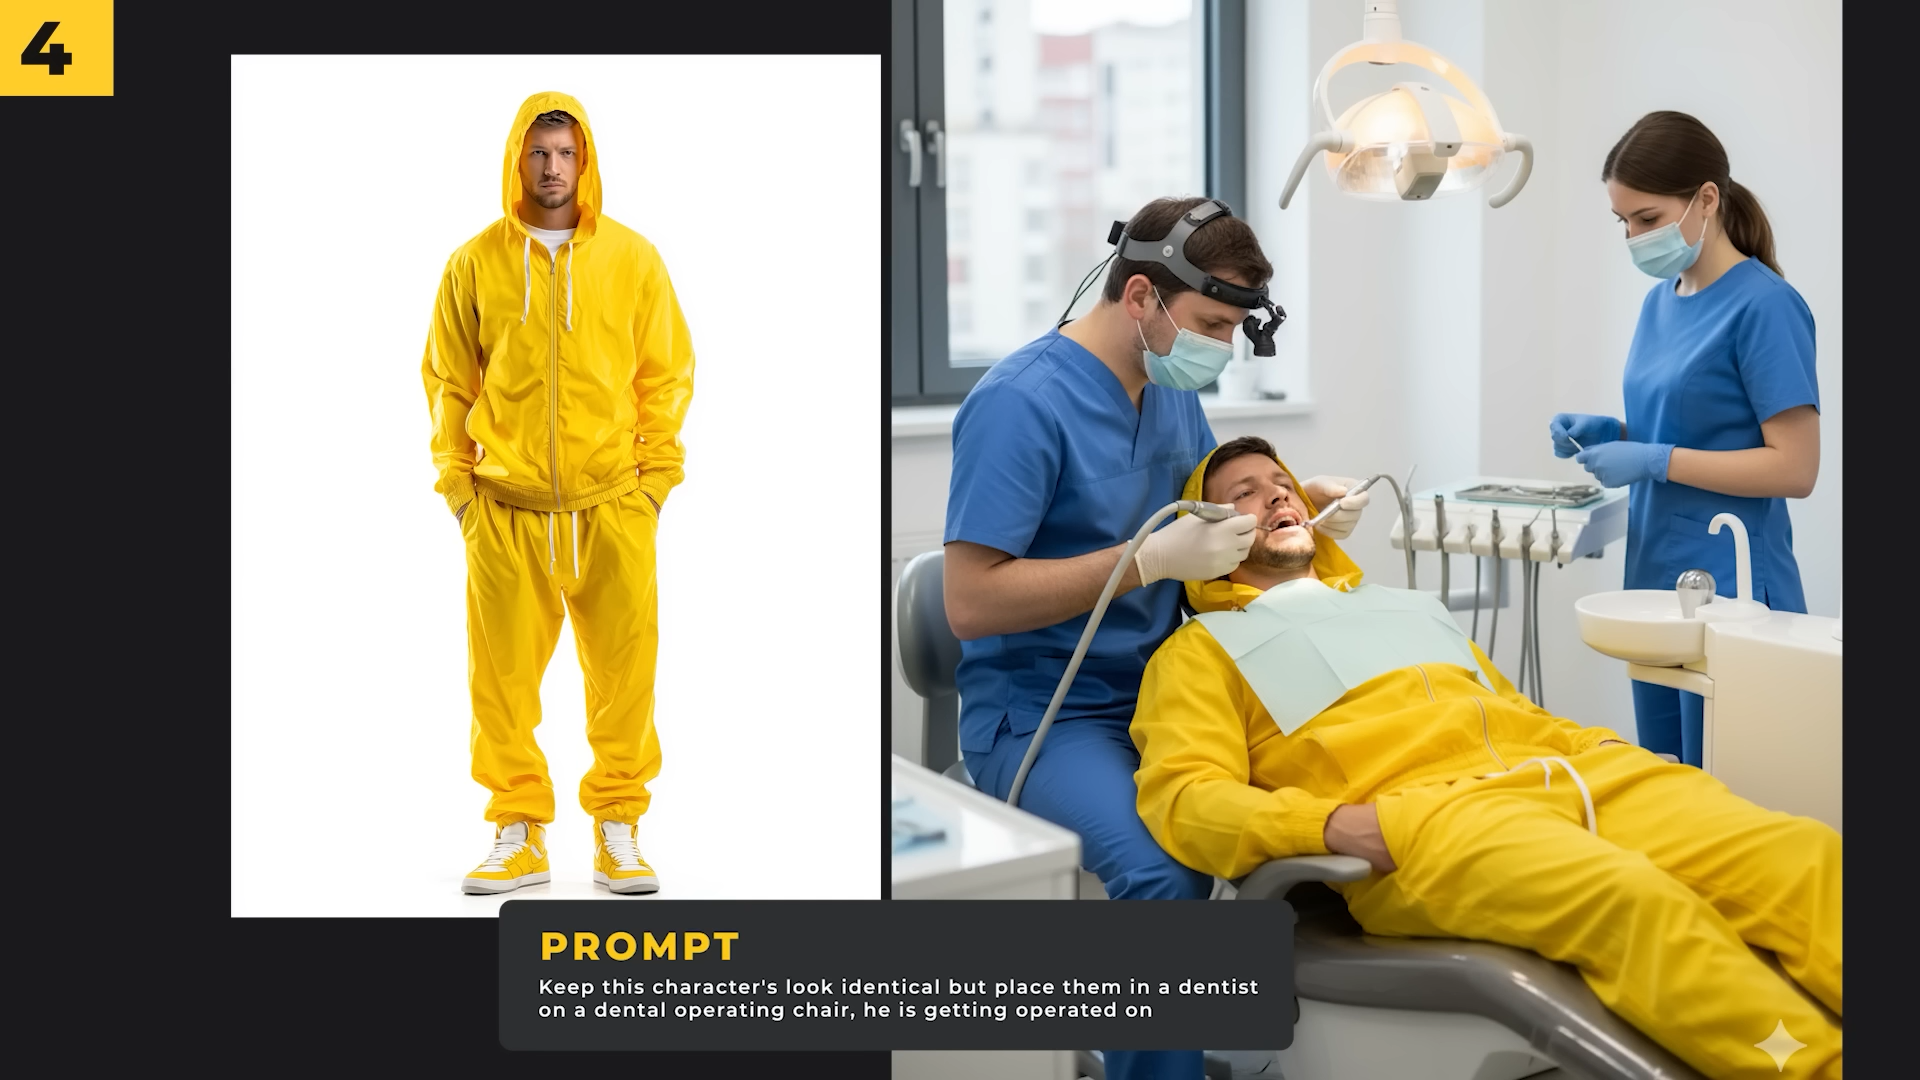 4
PROMPT
Keep this character's look identical but place them in a dentist
on a dental operating chair, he is getting operated on